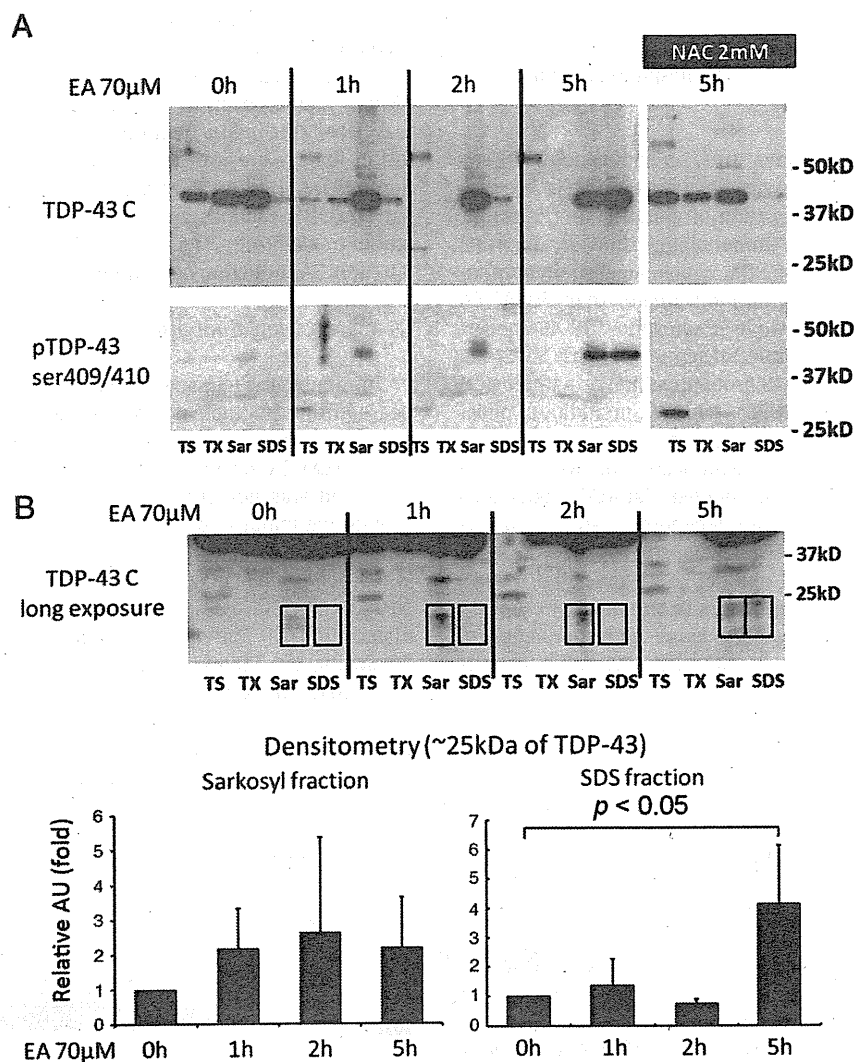 A
NAC 2mM
EA 70μM 0h 1h 2h 5h 5h
TDP-43 C
- 50kD
- 37kD
- 25kD
pTDP-43
ser409/410
- 50kD
- 37kD
- 25kD
TS TX Sar SDS TS TX Sar SDS TS TX Sar SDS TS TX Sar SDS TS TX Sar SDS
B
EA 70μM 0h 1h 2h 5h
TDP-43 C
long exposure
- 37kD
- 25kD
TS TX Sar SDS TS TX Sar SDS TS TX Sar SDS TS TX Sar SDS
Densitometry (~25kDa of TDP-43)
Sarkosyl fraction
Relative AU (fold)
6
5
4
3
2
1
0
EA 70μM 0h 1h 2h 5h
SDS fraction
p < 0.05
7
6
5
4
3
2
1
0
0h 1h 2h 5h